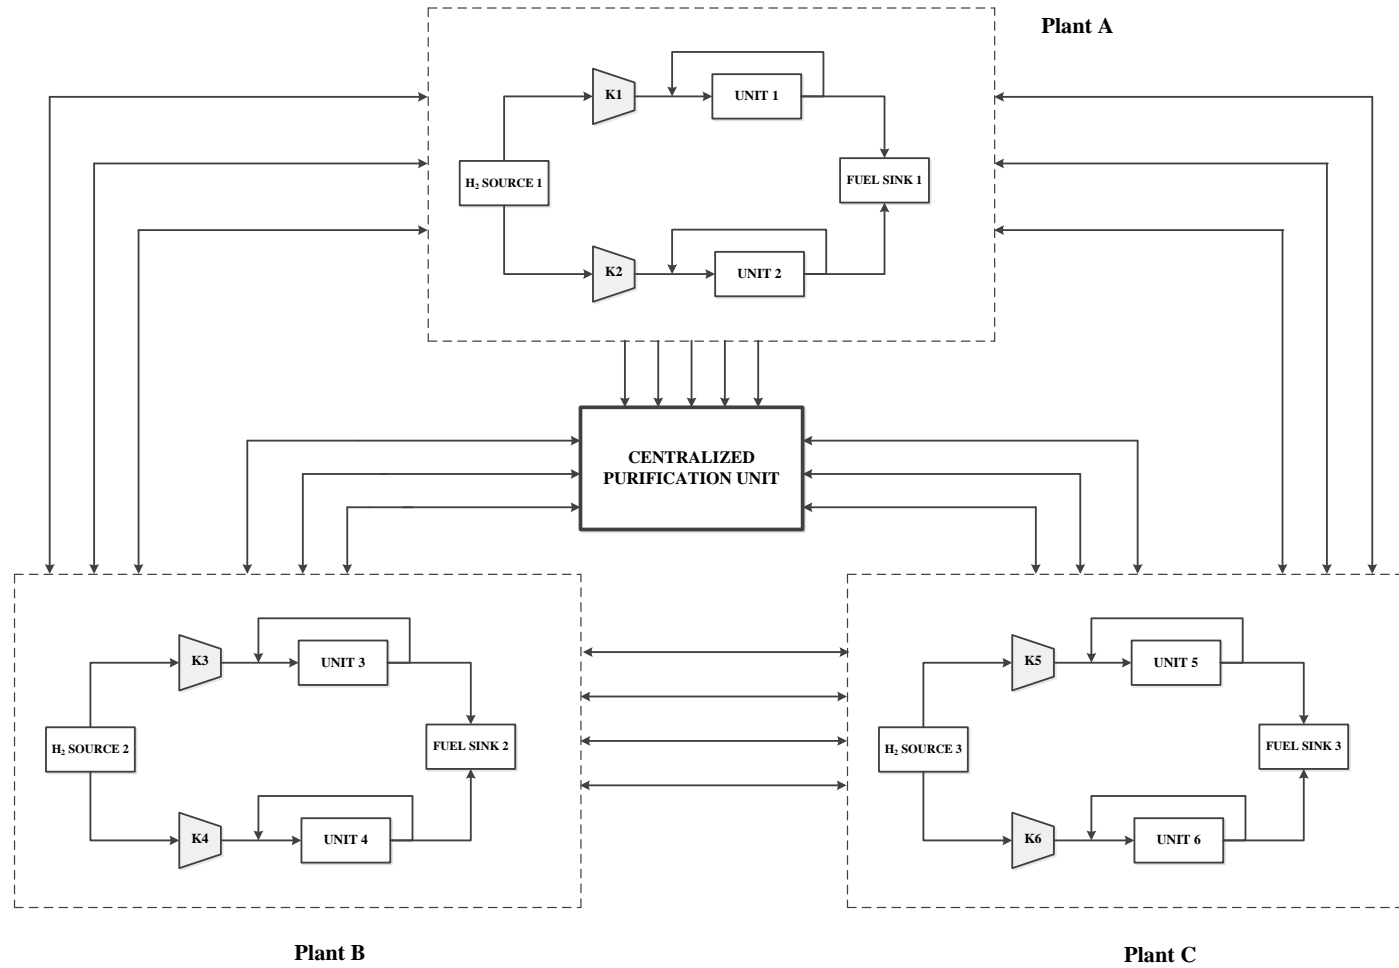 Plant A
K1
UNIT 1
H₂ SOURCE 1
FUEL SINK 1
K2
UNIT 2
CENTRALIZED
PURIFICATION UNIT
K3
UNIT 3
H₂ SOURCE 2
FUEL SINK 2
K4
UNIT 4
K5
UNIT 5
H₂ SOURCE 3
FUEL SINK 3
K6
UNIT 6
Plant B
Plant C